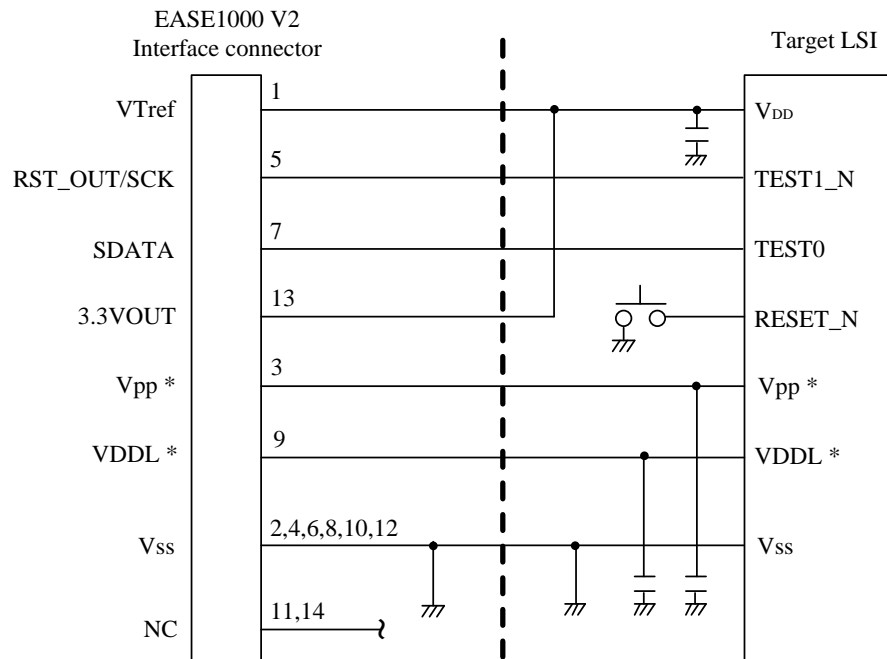 EASE1000 V2
Interface connector
Target LSI
VTref
1
VDD
RST_OUT/SCK
5
TEST1_N
SDATA
7
TEST0
3.3VOUT
13
RESET_N
Vpp *
3
Vpp *
VDDL *
9
VDDL *
Vss
2,4,6,8,10,12
Vss
NC
11,14